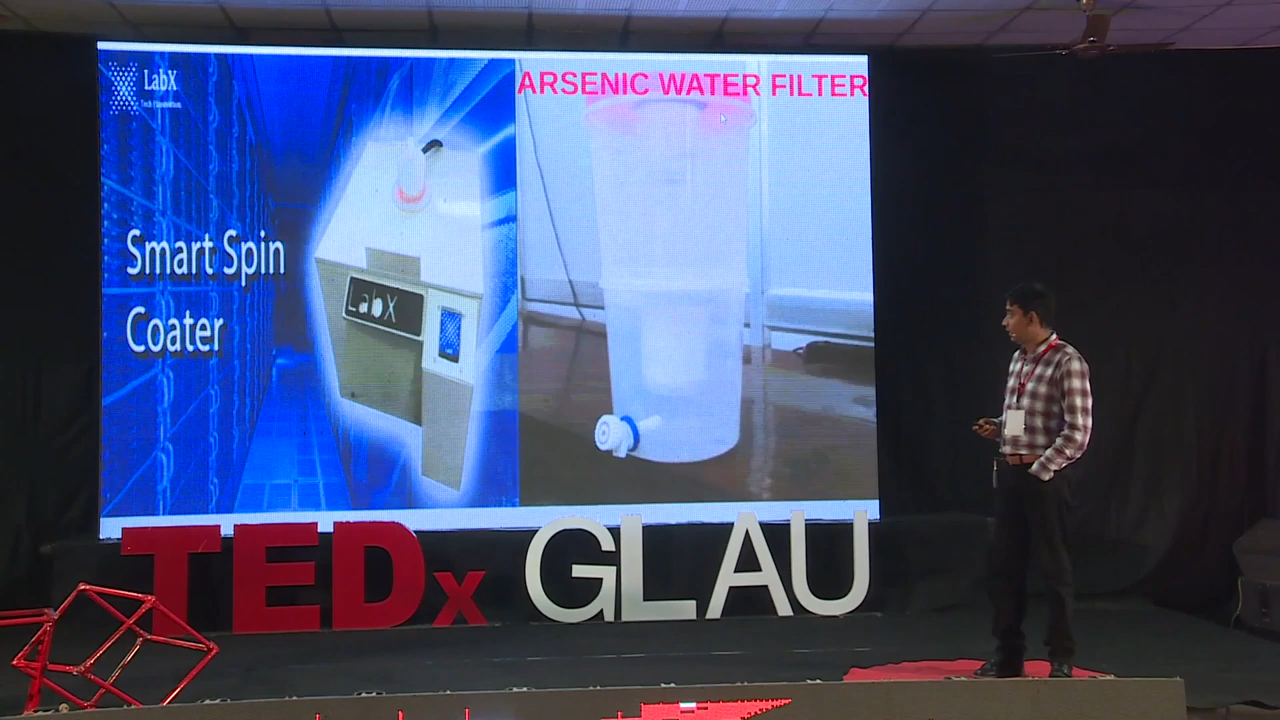 LabX
ARSENIC WATER FILTER
Smart Spin
Coater
LabX
TEDx GLAU